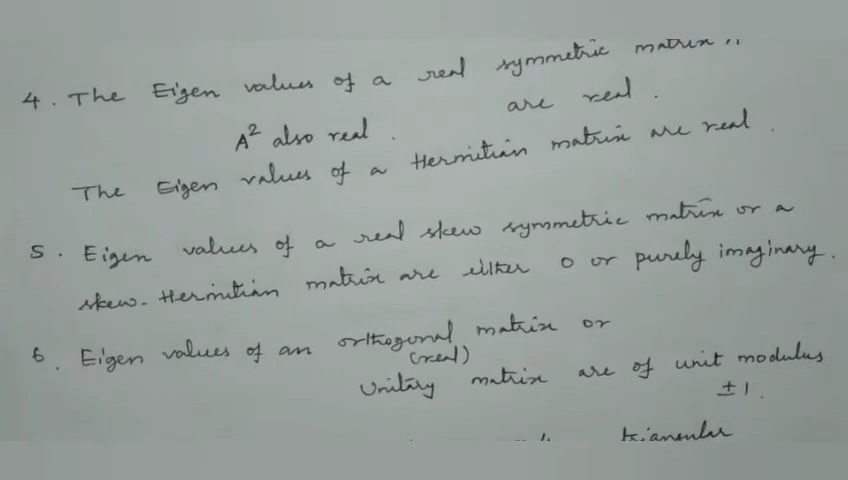 4. The Eigen values of a real symmetric matrix
are real.
A² also real.
The Eigen values of a Hermitian matrix are real.
5. Eigen values of a real skew symmetric matrix or a
skew-Hermitian matrix are either 0 or purely imaginary.
6. Eigen values of an orthogonal matrix or
(real)
Unitary matrix are of unit modulus
±1.
triangular